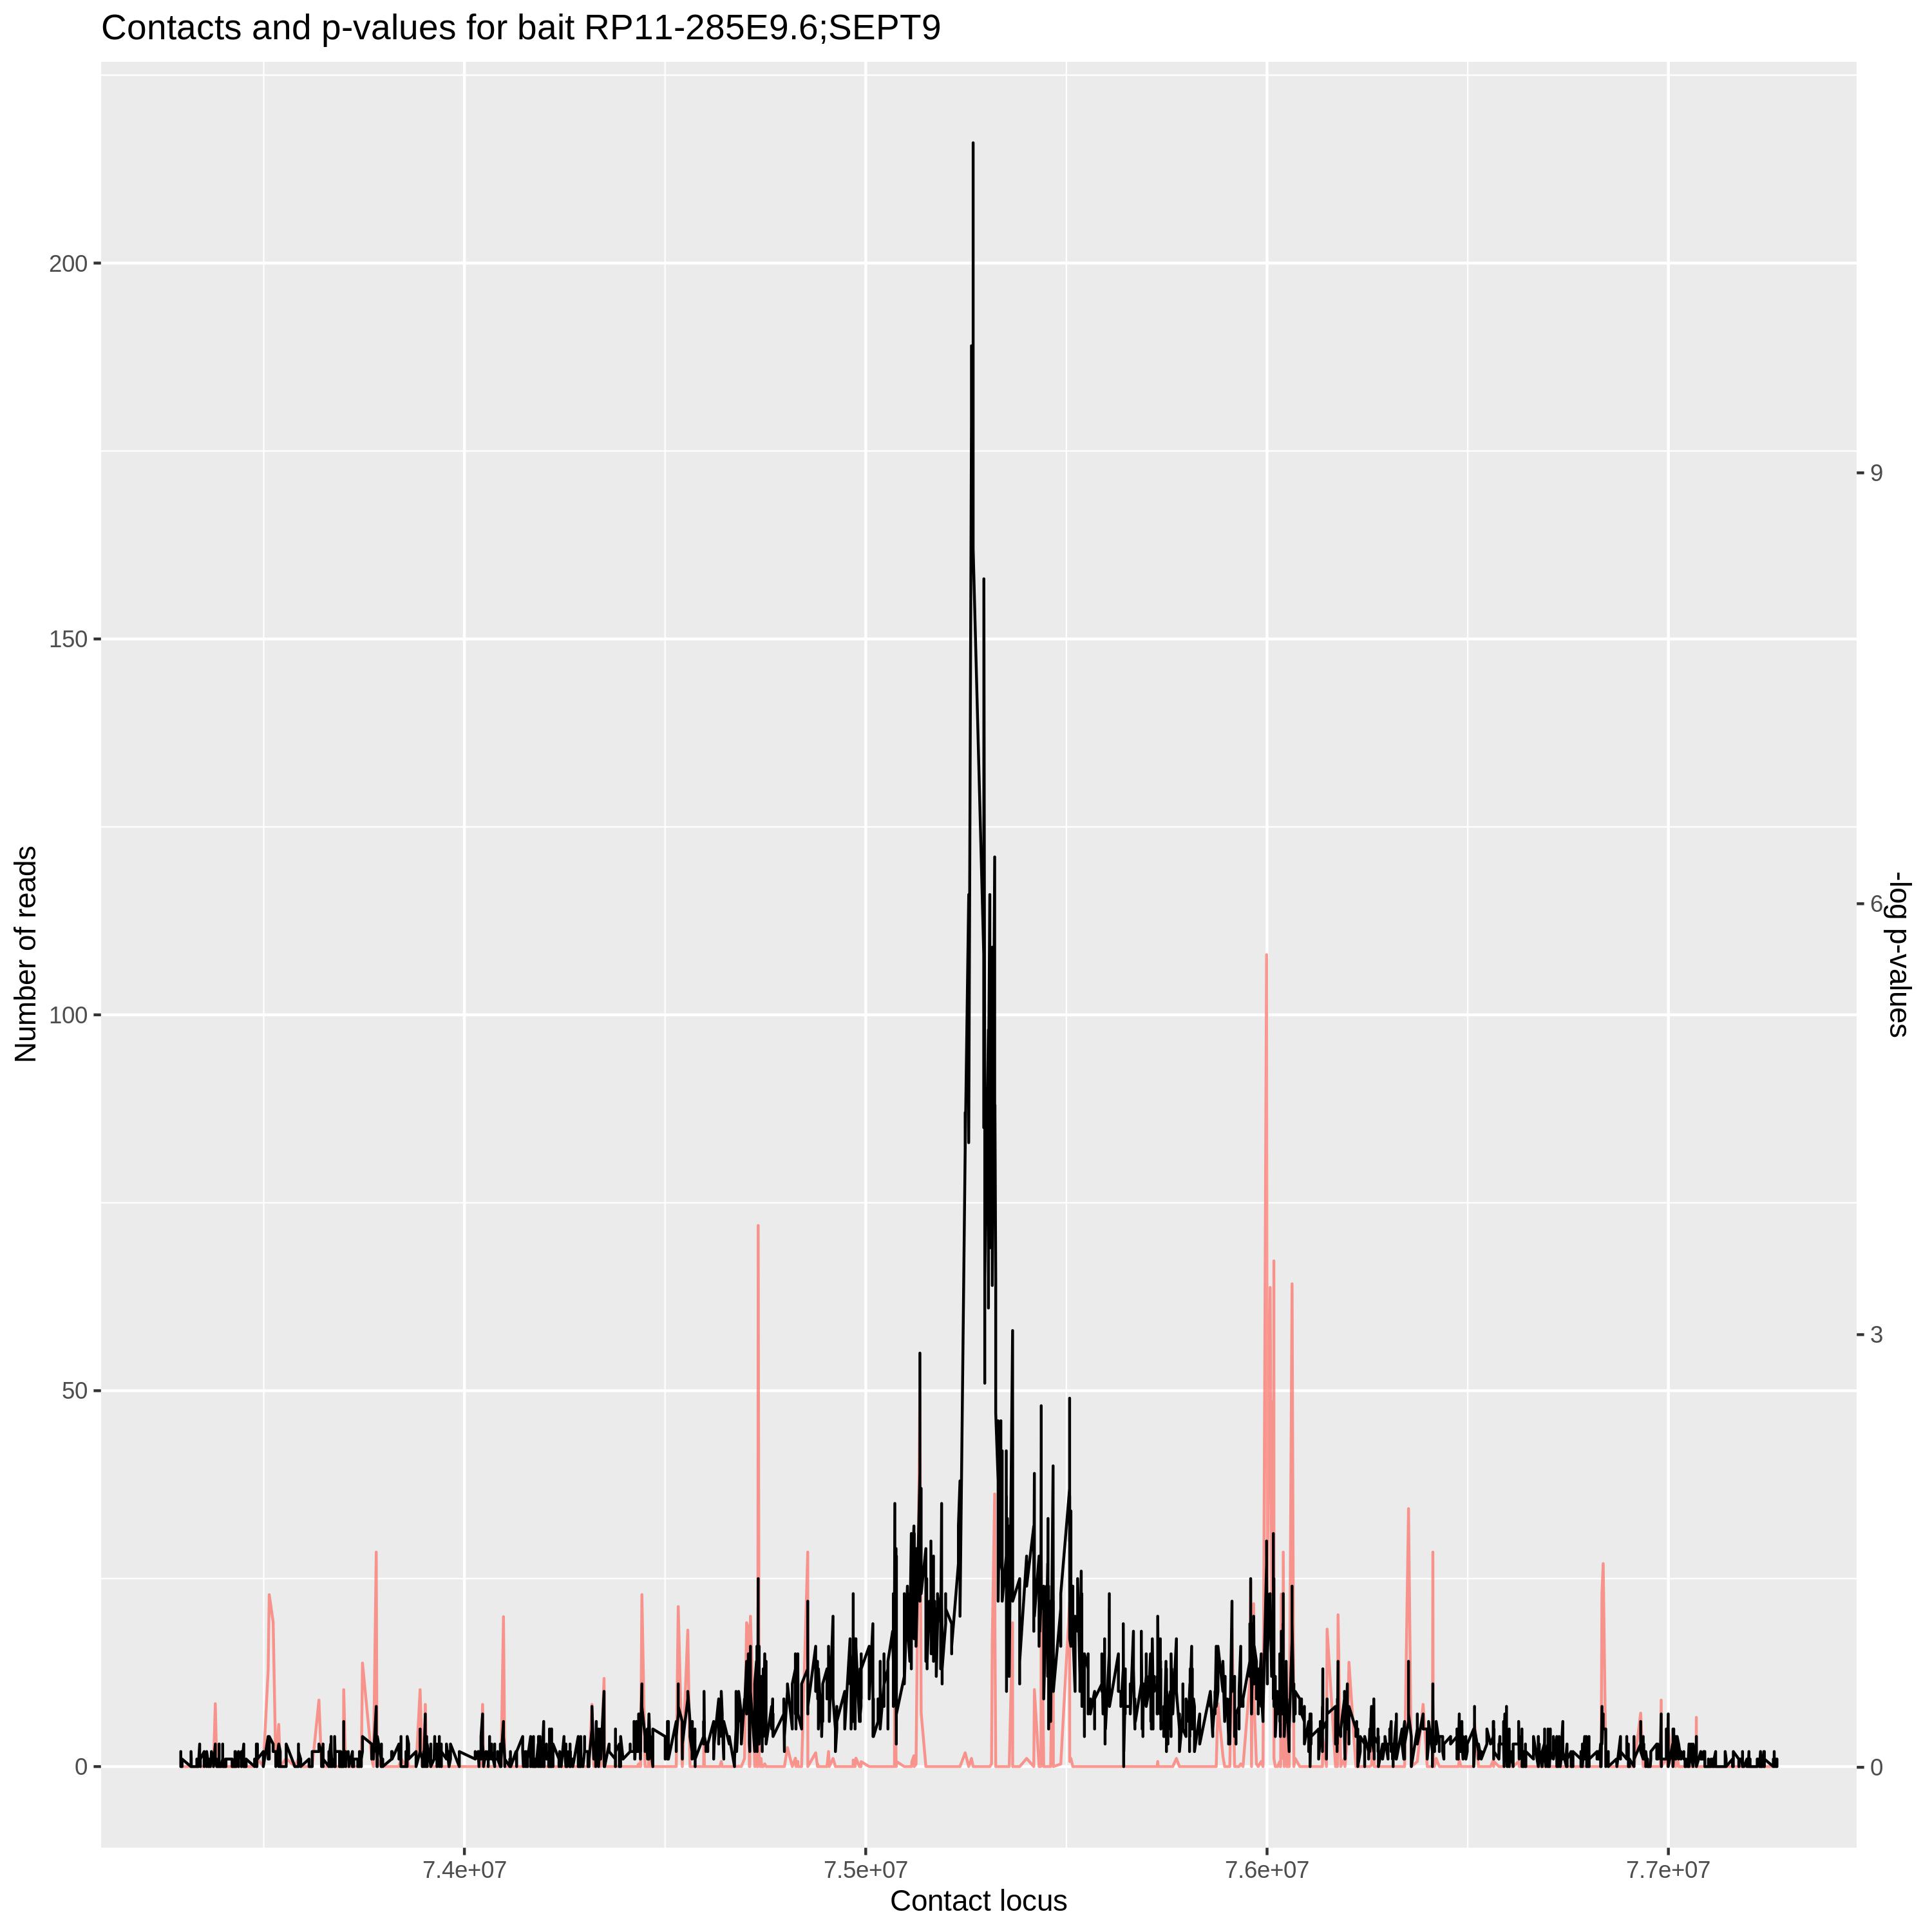 Contacts and p-values for bait RP11-285E9.6;SEPT9
200
150
100
50
0
Number of reads
9
6
3
0
-log p-values
7.4e+07
7.5e+07
7.6e+07
7.7e+07
Contact locus